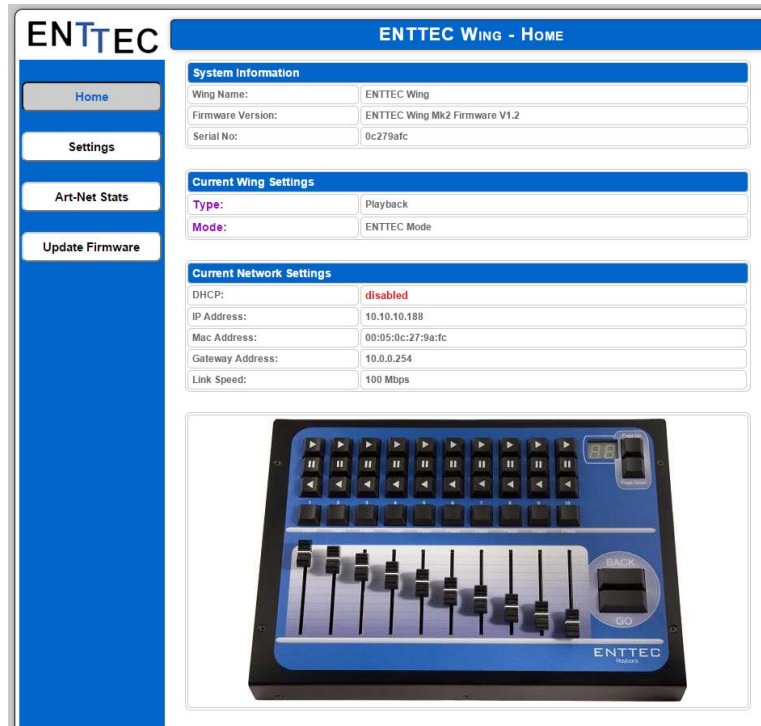 ENTTEC
ENTTEC WING - HOME
Home
Settings
Art-Net Stats
Update Firmware
System Information
Wing Name: ENTTEC Wing
Firmware Version: ENTTEC Wing Mk2 Firmware V1.2
Serial No: 0c279afc
Current Wing Settings
Type: Playback
Mode: ENTTEC Mode
Current Network Settings
DHCP: disabled
IP Address: 10.10.10.188
Mac Address: 00:05:0c:27:9a:fc
Gateway Address: 10.0.0.254
Link Speed: 100 Mbps
Page Up
Page Down
1 2 3 4 5 6 7 8 9 10
BACK
GO
ENTTEC
Playback